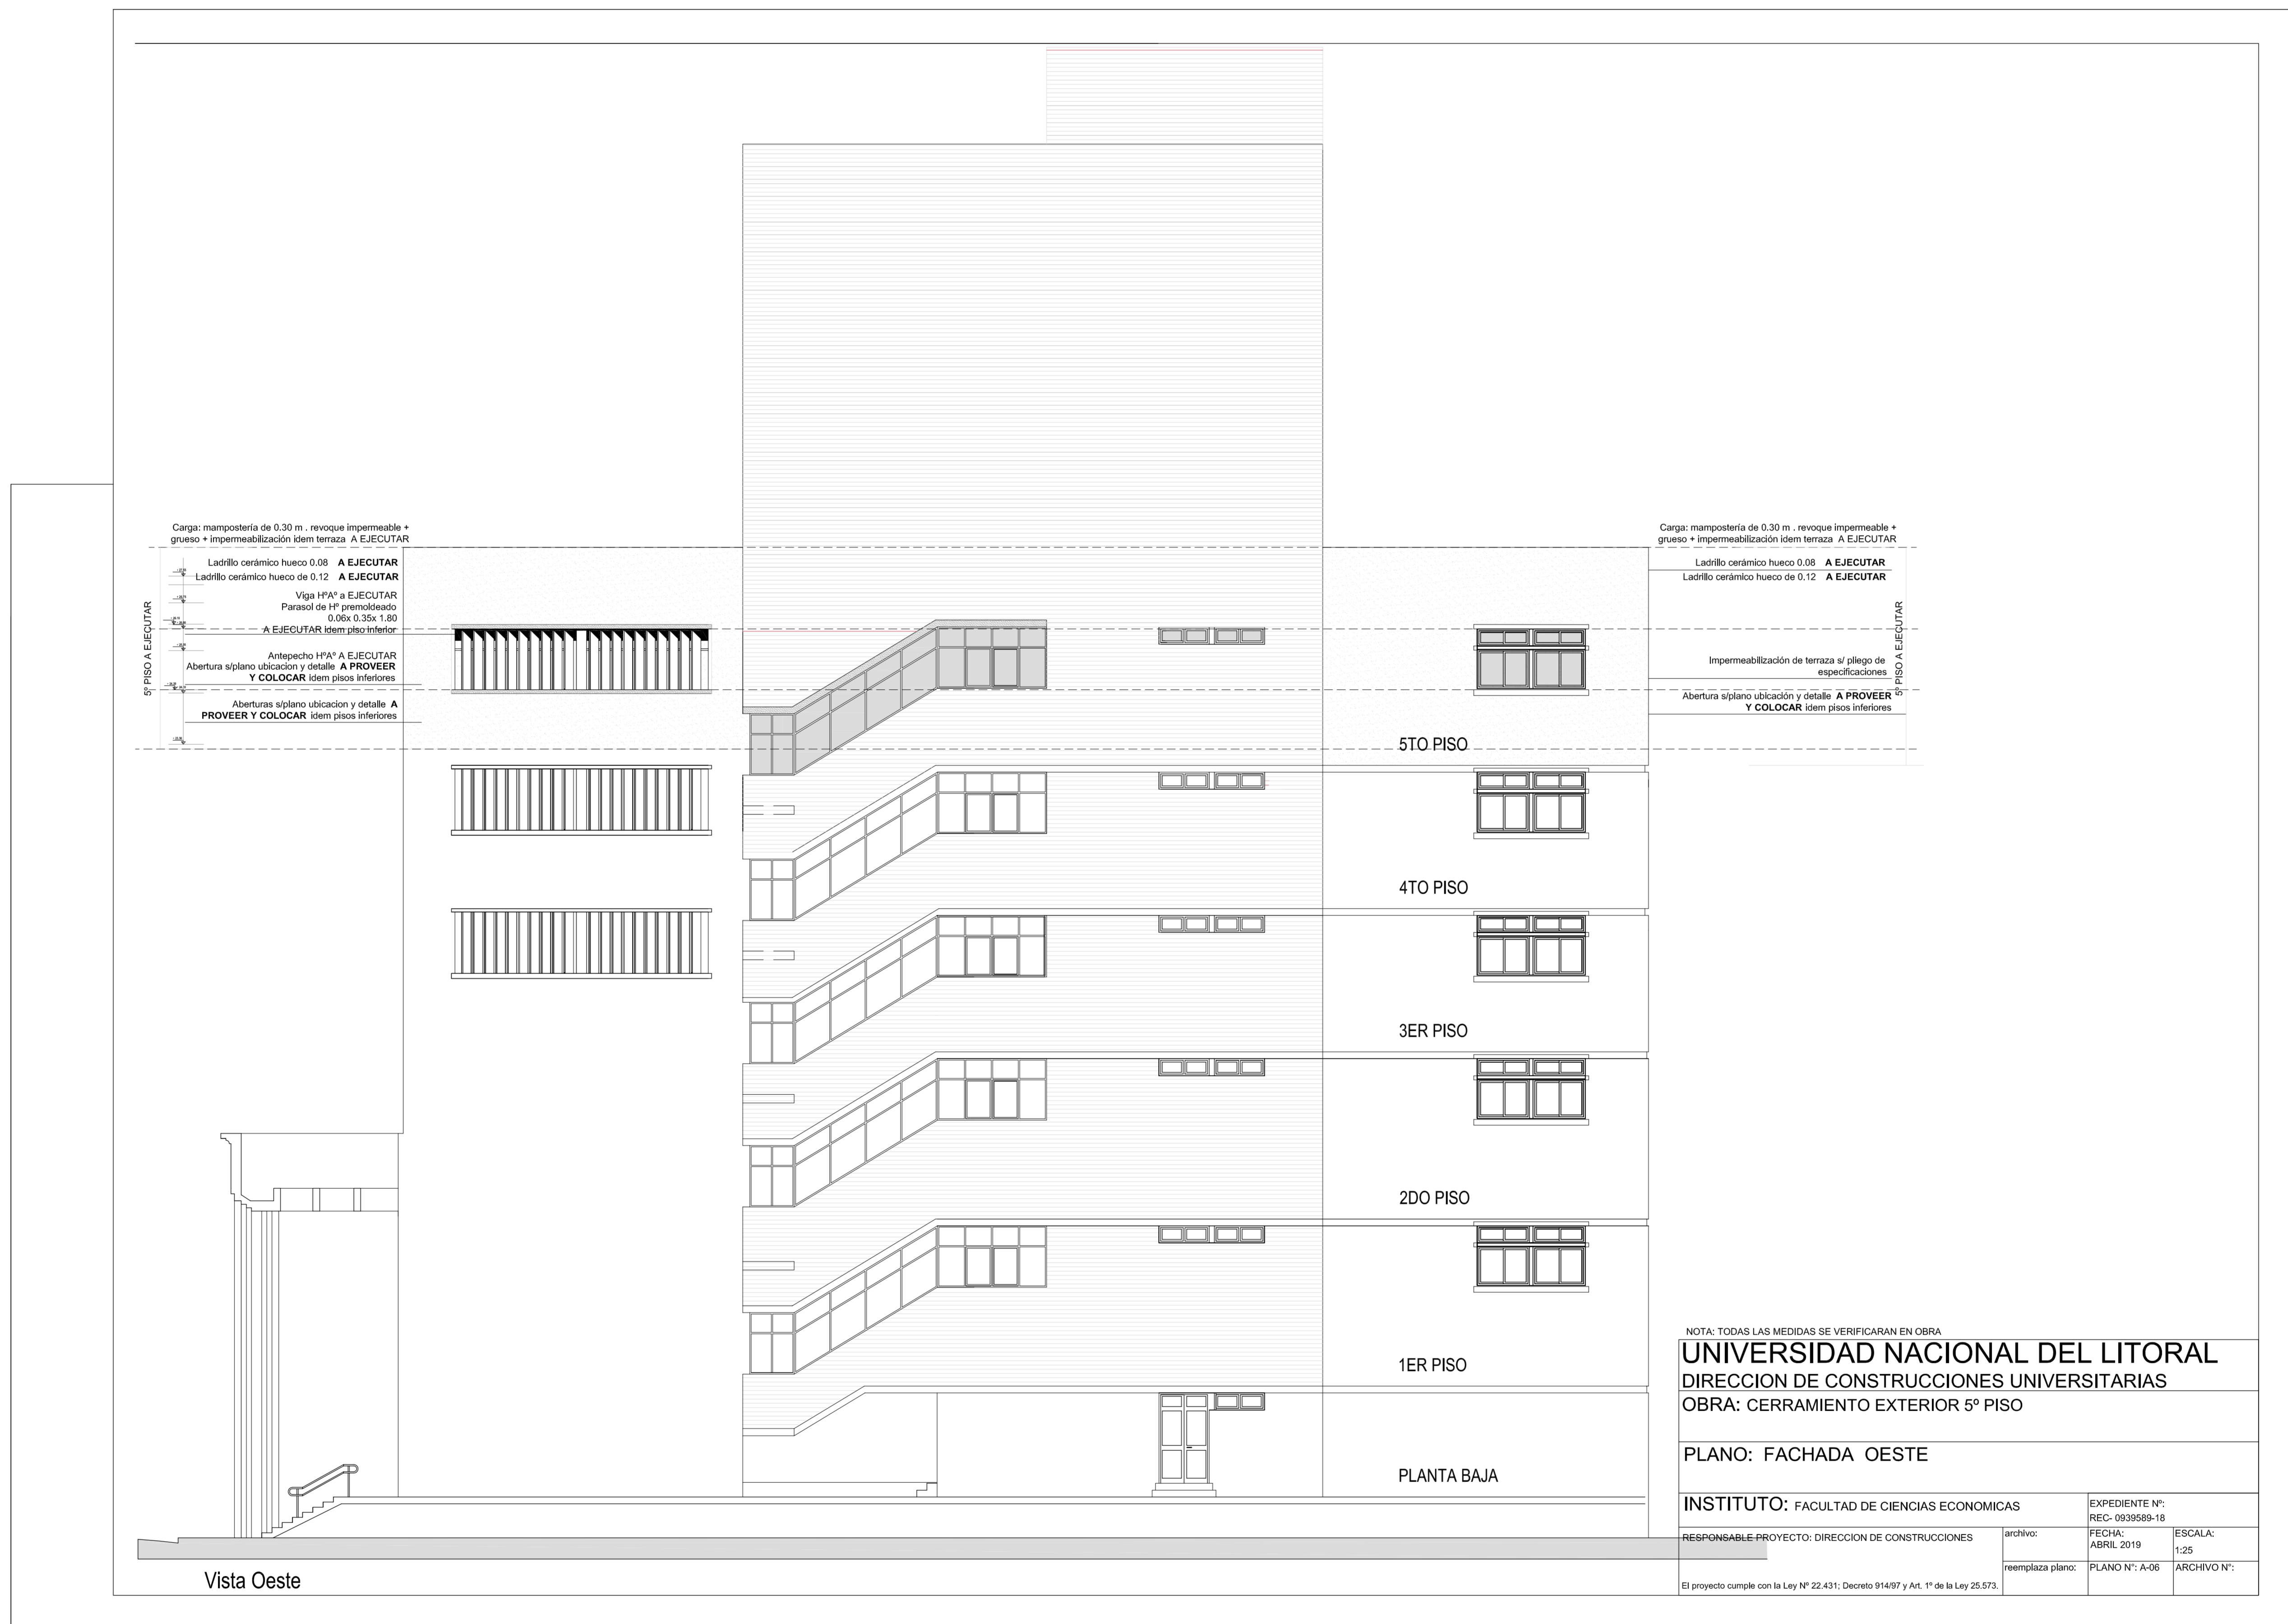 Carga: mampostería de 0.30 m . revoque impermeable +
grueso + impermeabilización idem terraza A EJECUTAR
Ladrillo cerámico hueco 0.08 A EJECUTAR
Ladrillo cerámico hueco de 0.12 A EJECUTAR
Viga HºAº a EJECUTAR
Parasol de Hº premoldeado
0.06x 0.35x 1.80
A EJECUTAR idem piso inferior
Antepecho HºAº A EJECUTAR
Abertura s/plano ubicacion y detalle A PROVEER
Y COLOCAR idem pisos inferiores
Aberturas s/plano ubicacion y detalle A
PROVEER Y COLOCAR idem pisos inferiores
5º PISO A EJECUTAR
Carga: mampostería de 0.30 m . revoque impermeable +
grueso + impermeabilización idem terraza A EJECUTAR
Ladrillo cerámico hueco 0.08 A EJECUTAR
Ladrillo cerámico hueco de 0.12 A EJECUTAR
Impermeabilización de terraza s/ pliego de
especificaciones
Abertura s/plano ubicación y detalle A PROVEER
Y COLOCAR idem pisos inferiores
5º PISO A EJECUTAR
5TO PISO
4TO PISO
3ER PISO
2DO PISO
1ER PISO
PLANTA BAJA
Vista Oeste
NOTA: TODAS LAS MEDIDAS SE VERIFICARAN EN OBRA
UNIVERSIDAD NACIONAL DEL LITORAL
DIRECCION DE CONSTRUCCIONES UNIVERSITARIAS
OBRA: CERRAMIENTO EXTERIOR 5º PISO
PLANO: FACHADA OESTE
INSTITUTO: FACULTAD DE CIENCIAS ECONOMICAS
EXPEDIENTE Nº:
REC- 0939589-18
RESPONSABLE PROYECTO: DIRECCION DE CONSTRUCCIONES
archivo:
FECHA:
ABRIL 2019
ESCALA:
1:25
reemplaza plano:
PLANO N°: A-06
ARCHIVO N°:
El proyecto cumple con la Ley Nº 22.431; Decreto 914/97 y Art. 1º de la Ley 25.573.